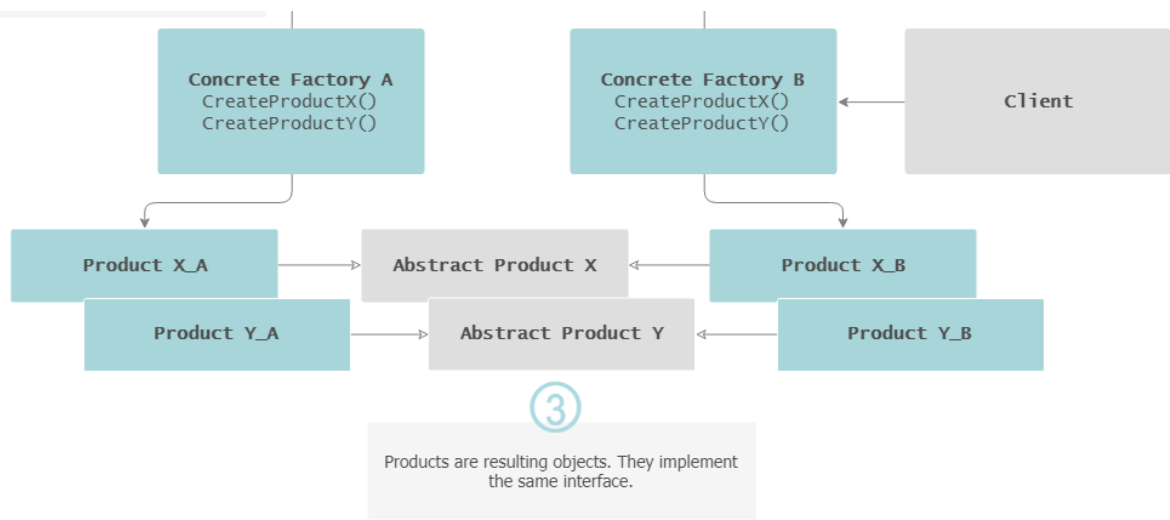 Concrete Factory A
CreateProductX()
CreateProductY()
Concrete Factory B
CreateProductX()
CreateProductY()
Client
Product X_A
Abstract Product X
Product X_B
Product Y_A
Abstract Product Y
Product Y_B
3
Products are resulting objects. They implement
the same interface.